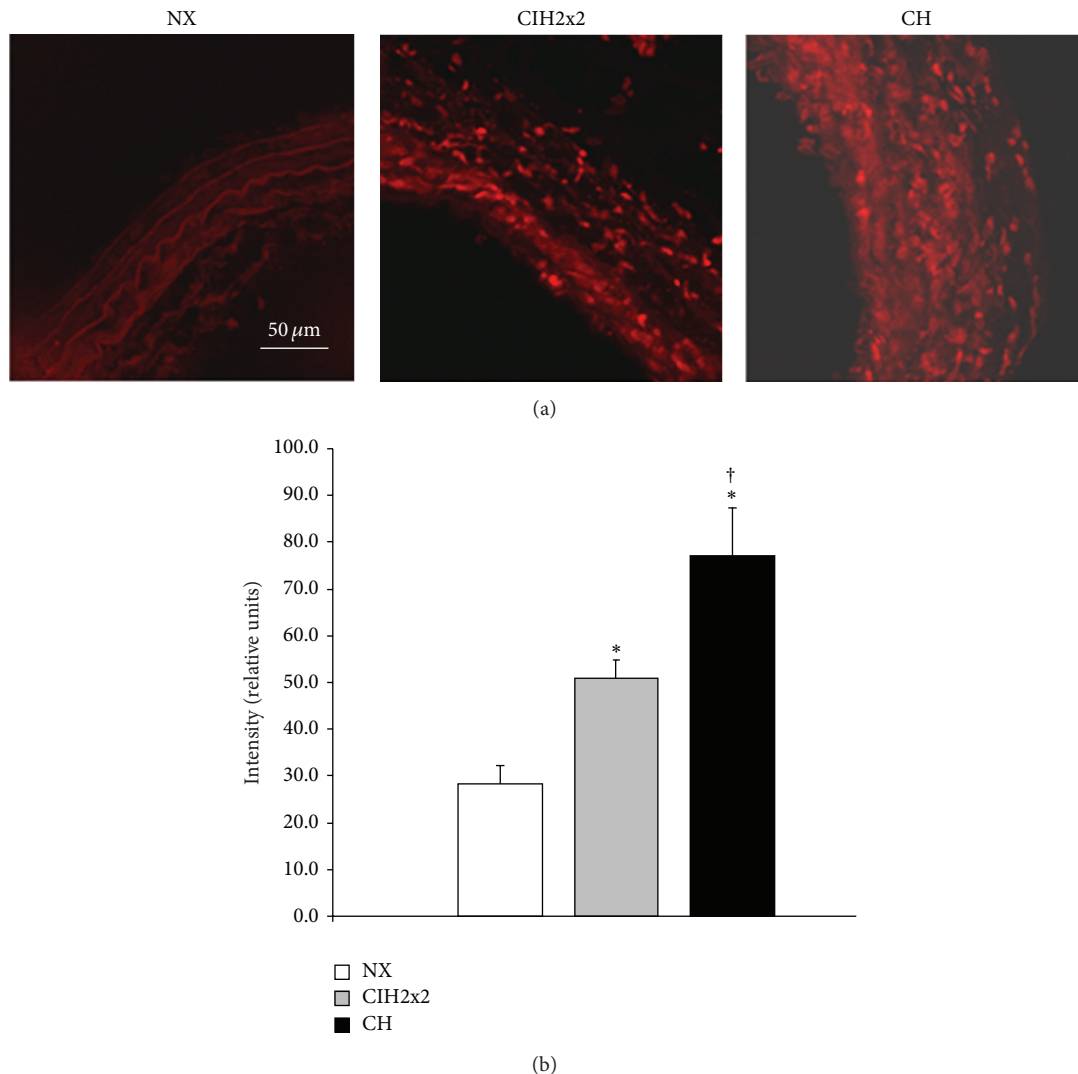 NX CIH2x2 CH
50 μm
(a)
100.0
90.0
80.0
70.0
60.0
50.0
40.0
30.0
20.0
10.0
0.0
Intensity (relative units)
†
*
*
NX
CIH2x2
CH
(b)